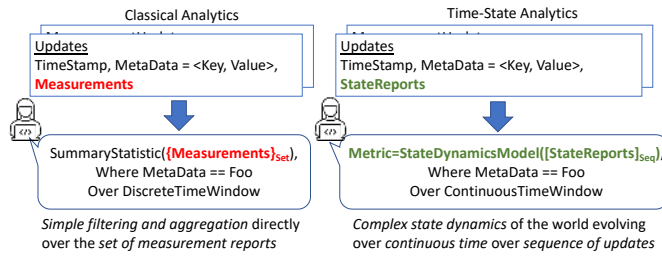 Classical Analytics
Updates
TimeStamp, MetaData = <Key, Value>,
Measurements
</>
SummaryStatistic({Measurements}Set),
Where MetaData == Foo
Over DiscreteTimeWindow
Simple filtering and aggregation directly
over the set of measurement reports
Time-State Analytics
Updates
TimeStamp, MetaData = <Key, Value>,
StateReports
</>
Metric=StateDynamicsModel([StateReports]Seq),
Where MetaData == Foo
Over ContinuousTimeWindow
Complex state dynamics of the world evolving
over continuous time over sequence of updates